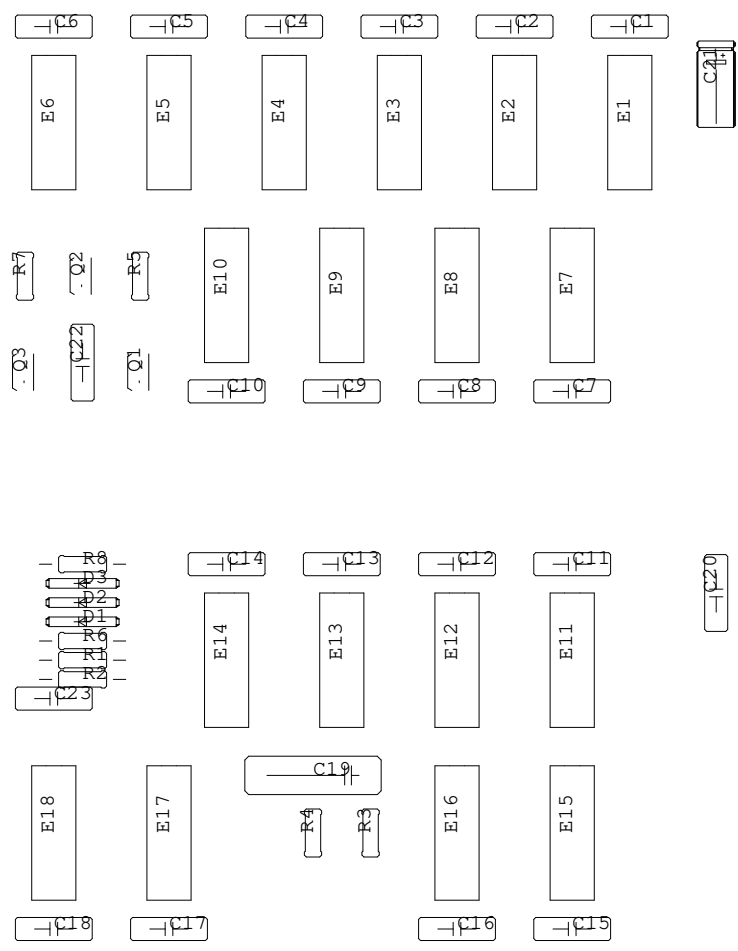 C6 C5 C4 C3 C2 C1
C21
E6 E5 E4 E3 E2 E1
R7 Q2 R5 E10 E9 E8 E7
Q3 C22 Q1
C10 C9 C8 C7
R8 C14 C13 C12 C11
C20
D3
D2
D1
R6 E14 E13 E12 E11
R1
R2
C23
C19
E18 E17 R4 R3 E16 E15
C18 C17 C16 C15